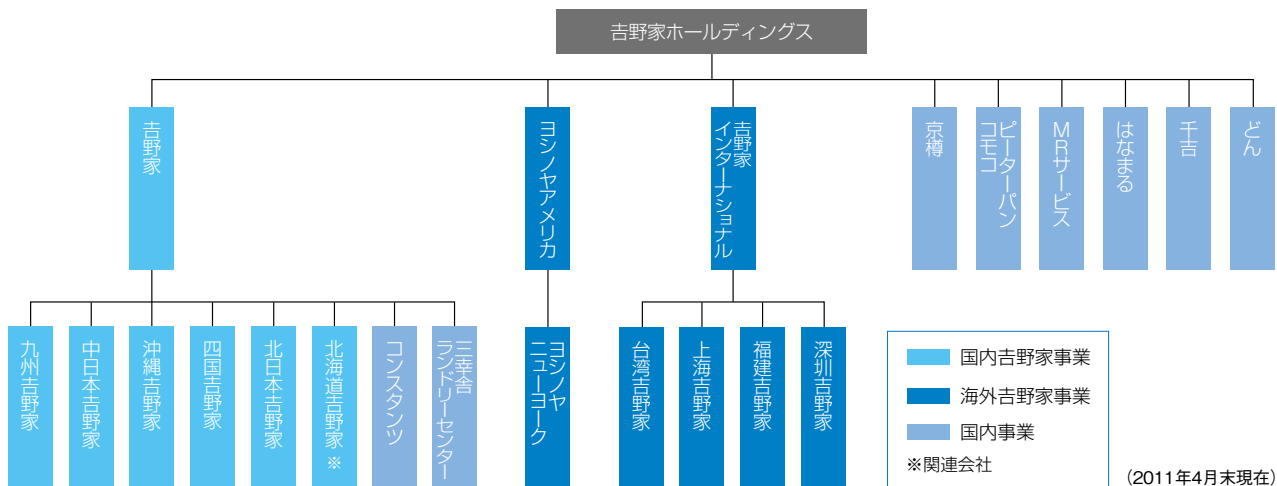 吉野家ホールディングス
吉野家
ヨシノヤアメリカ
吉野家
インターナショナル
京樽
ピーターパン
コモコ
MRサービス
はなまる
千吉
どん
九州吉野家
中日本吉野家
沖縄吉野家
四国吉野家
北日本吉野家
北海道吉野家※
コンスタンツ
三幸舎
ランドリーセンター
ヨシノヤ
ニューヨーク
台湾吉野家
上海吉野家
福建吉野家
深圳吉野家
国内吉野家事業
海外吉野家事業
国内事業
※関連会社
(2011年4月末現在)